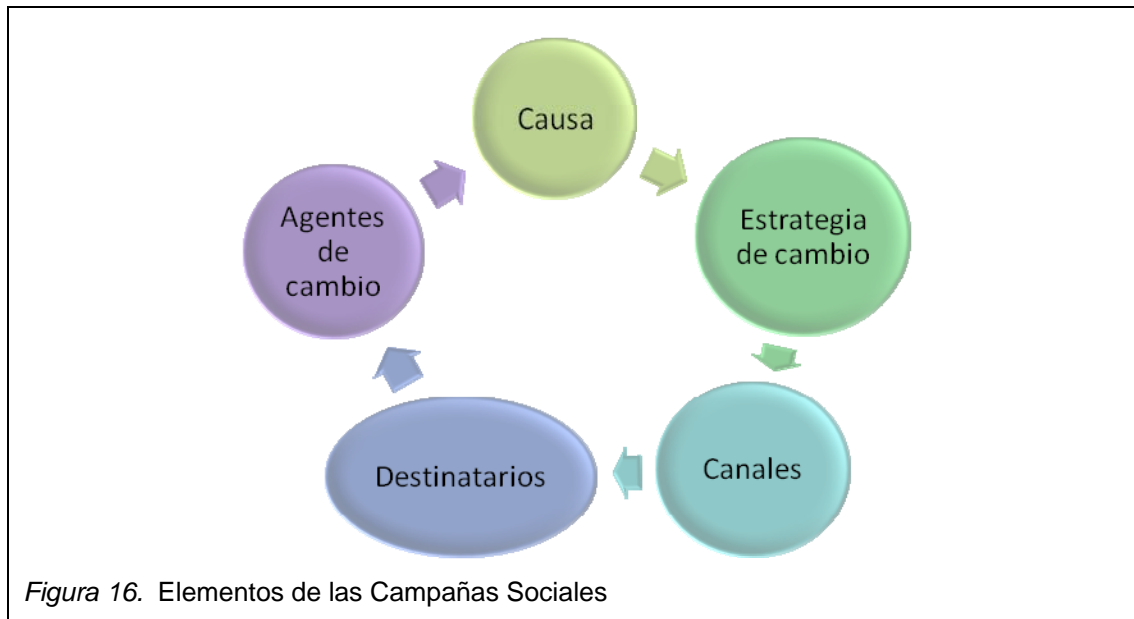 Causa
Estrategia
de cambio
Canales
Destinatarios
Agentes
de
cambio
Figura 16. Elementos de las Campañas Sociales